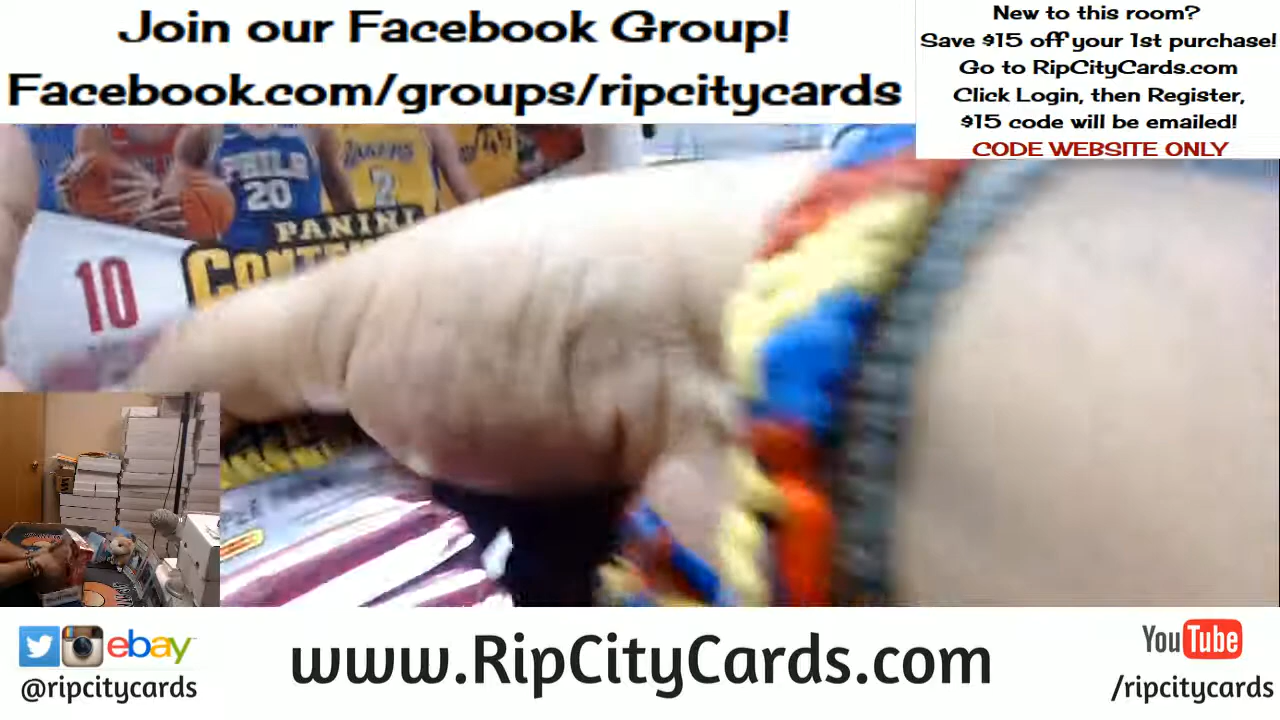 Join our Facebook Group!
Facebook.com/groups/ripcitycards
New to this room?
Save $15 off your 1st purchase!
Go to RipCityCards.com
Click Login, then Register,
$15 code will be emailed!
CODE WEBSITE ONLY
PHILA
20
LAKERS
2
PANINI
10
ebay
@ripcitycards
www.RipCityCards.com
YouTube
/ripcitycards